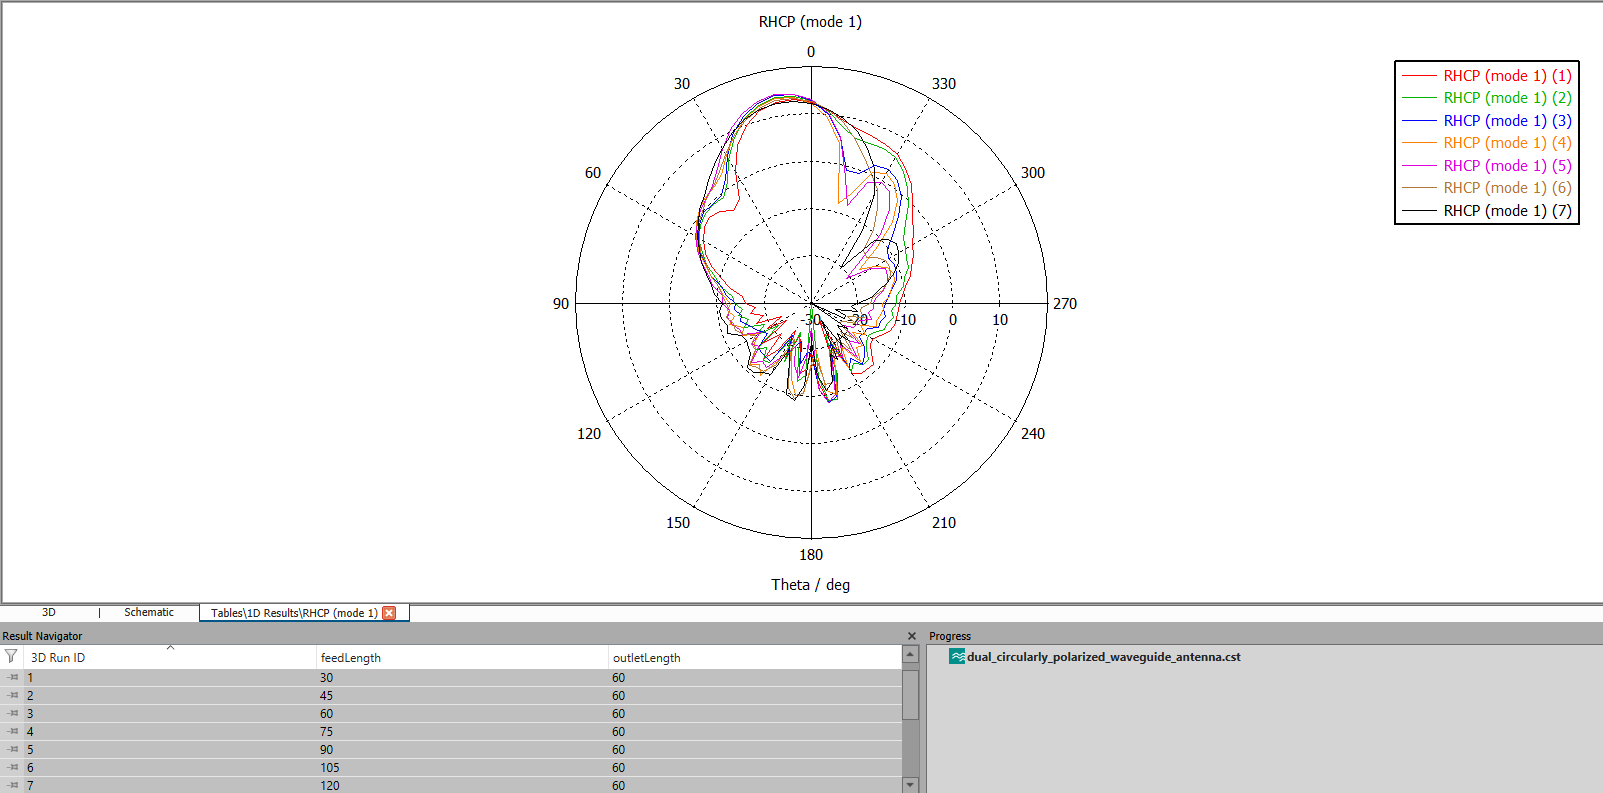 RHCP (mode 1)
0
30
330
60
300
90
270
-30
-20
-10
0
10
120
240
150
210
180
Theta / deg
RHCP (mode 1) (1)
RHCP (mode 1) (2)
RHCP (mode 1) (3)
RHCP (mode 1) (4)
RHCP (mode 1) (5)
RHCP (mode 1) (6)
RHCP (mode 1) (7)
3D
Schematic
Tables\1D Results\RHCP (mode 1)
Result Navigator
3D Run ID feedLength outletLength
1 30 60
2 45 60
3 60 60
4 75 60
5 90 60
6 105 60
7 120 60
Progress
dual_circularly_polarized_waveguide_antenna.cst